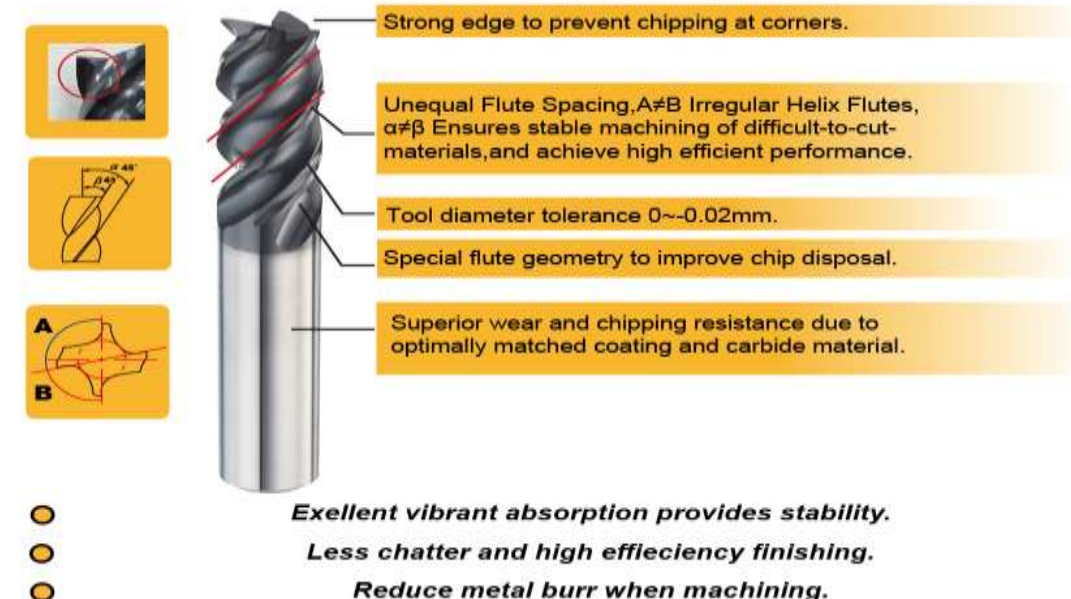 Strong edge to prevent chipping at corners.
Unequal Flute Spacing,A≠B Irregular Helix Flutes,
α≠β Ensures stable machining of difficult-to-cut-
materials,and achieve high efficient performance.
Tool diameter tolerance 0~-0.02mm.
Special flute geometry to improve chip disposal.
A
B
Superior wear and chipping resistance due to
optimally matched coating and carbide material.
Exellent vibrant absorption provides stability.
Less chatter and high effieciency finishing.
Reduce metal burr when machining.